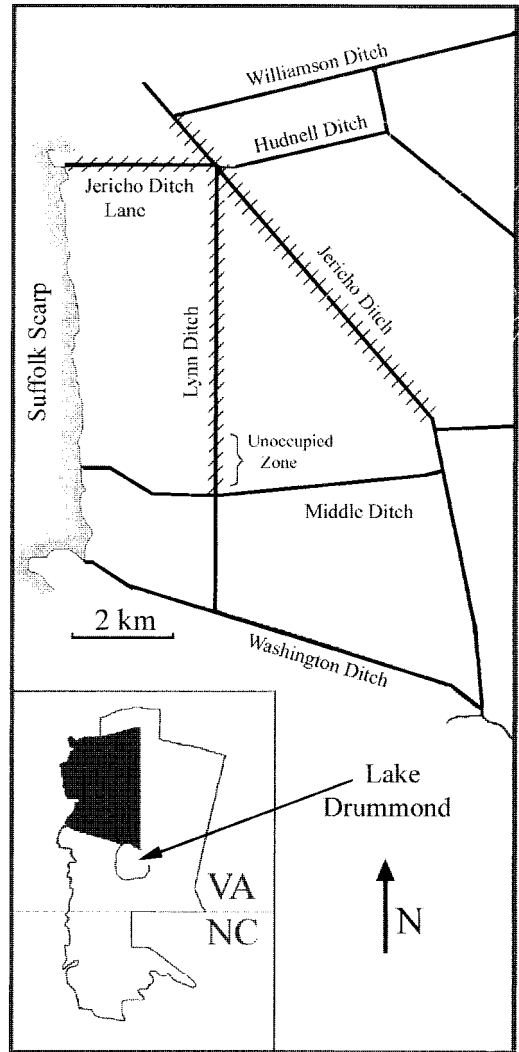 Williamson Ditch
Hudnell Ditch
Jericho Ditch
Lane
Jericho Ditch
Suffolk Scarp
Lynn Ditch
Unoccupied
Zone
Middle Ditch
2 km
Washington Ditch
Lake
Drummond
VA
NC
N